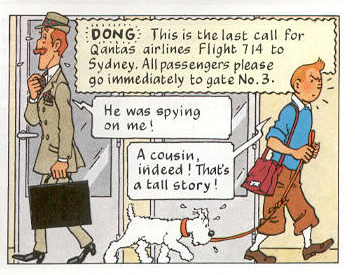 DONG: This is the last call for
Qantas airlines Flight 714 to
Sydney. All passengers please
go immediately to gate No. 3.
He was spying
on me!
A cousin,
indeed! That's
a tall story!